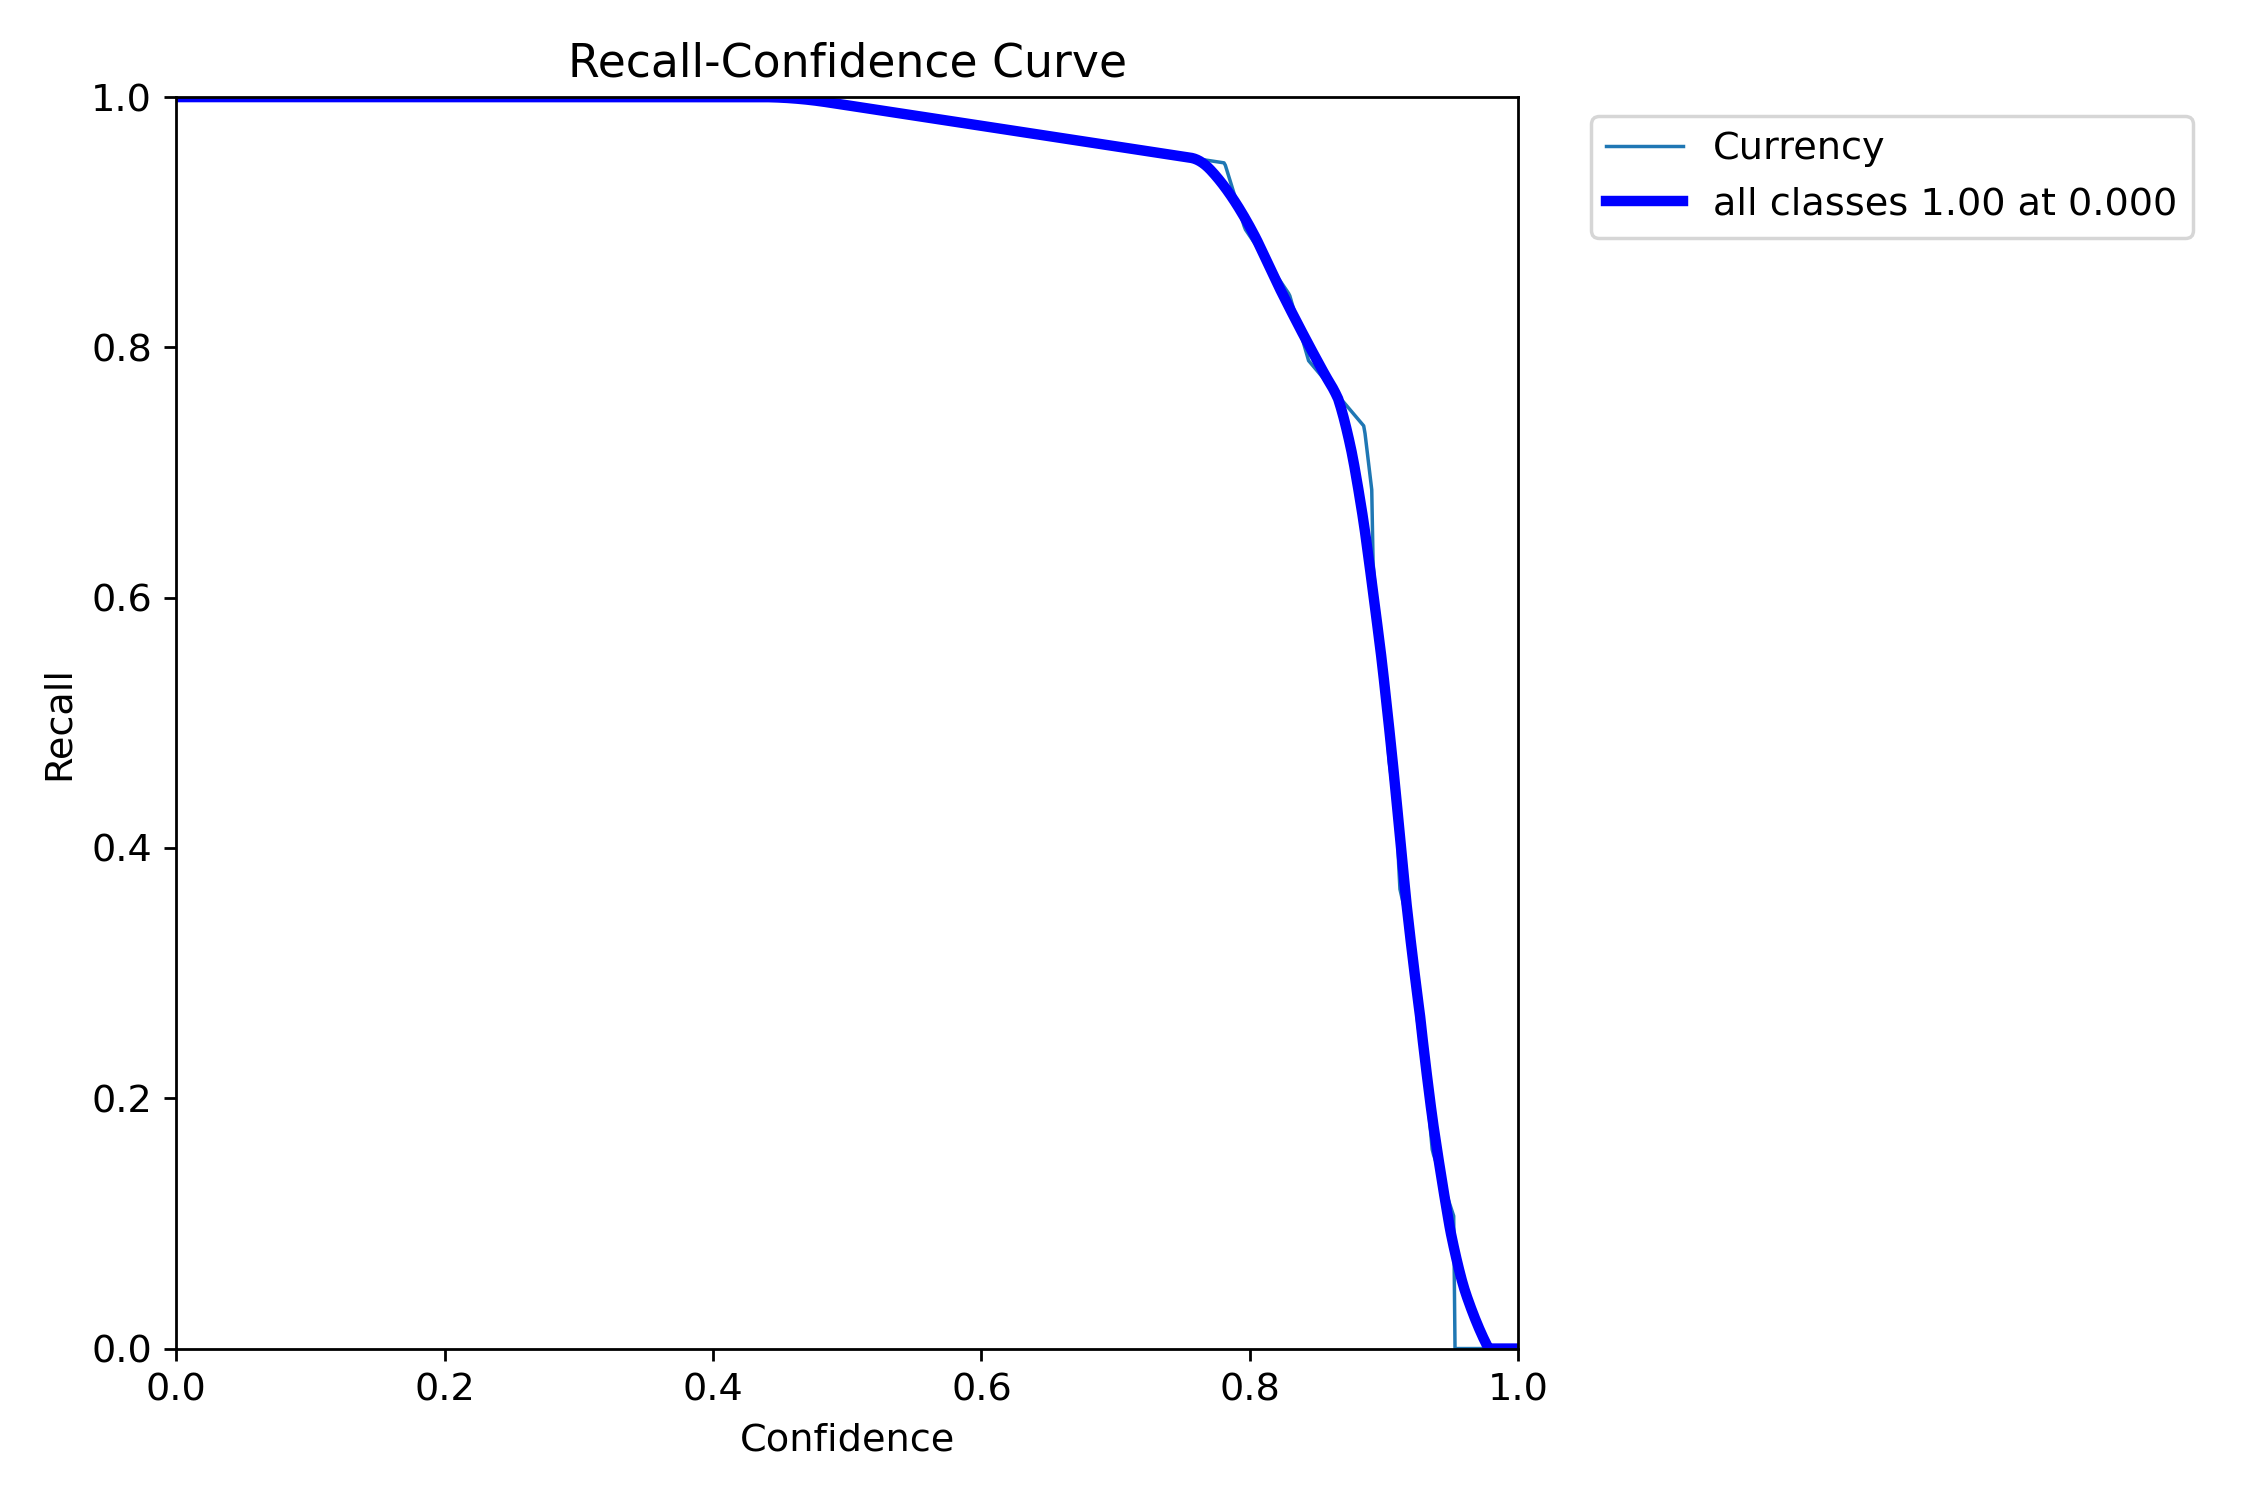 Recall-Confidence Curve
1.0
0.8
0.6
0.4
0.2
0.0
Recall
0.0 0.2 0.4 0.6 0.8 1.0
Confidence
Currency
all classes 1.00 at 0.000